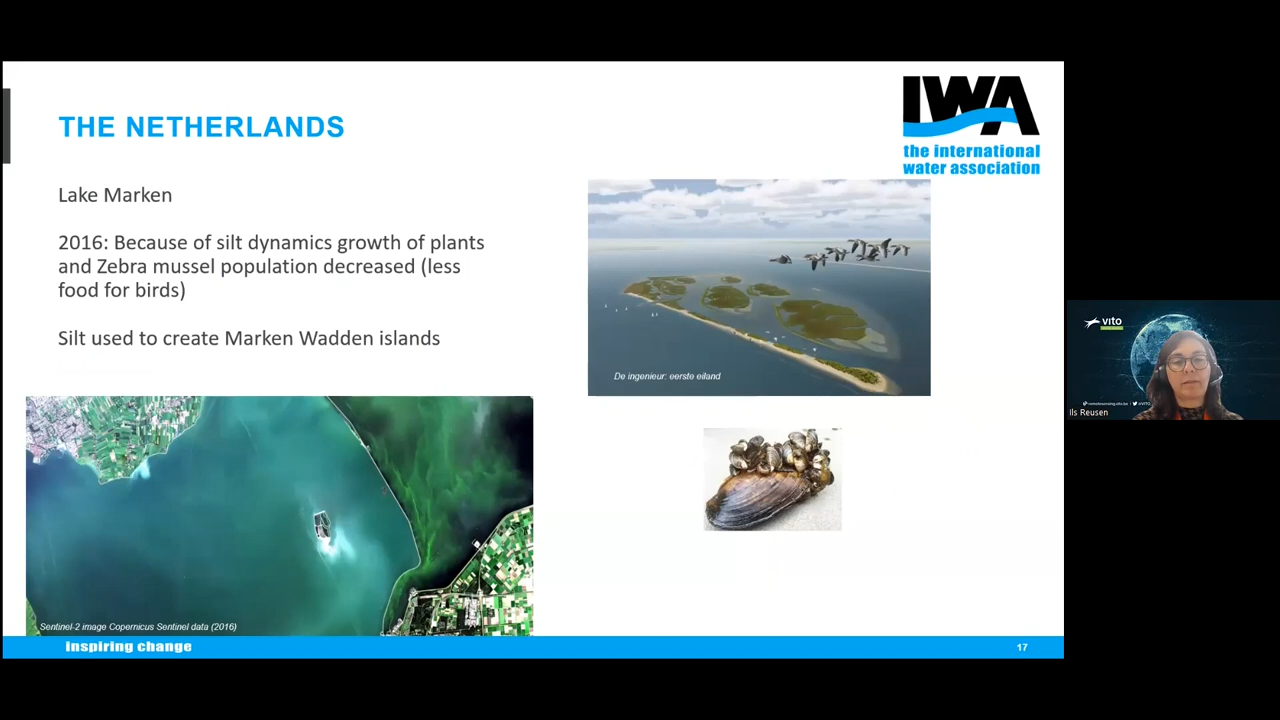 IWA
the international
water association
THE NETHERLANDS
Lake Marken
2016: Because of silt dynamics growth of plants
and Zebra mussel population decreased (less
food for birds)
Silt used to create Marken Wadden islands
De ingenieur: eerste eiland
Sentinel-2 image Copernicus Sentinel data (2016)
inspiring change
17
vito
Ils Reusen